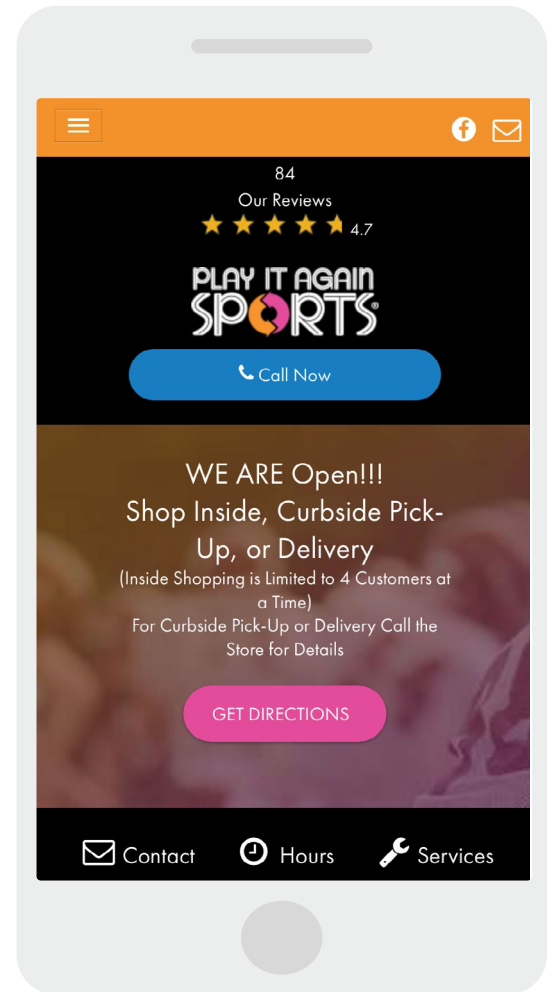 84
Our Reviews
4.7
PLAY IT AGAIN
SPORTS®
Call Now
WE ARE Open!!!
Shop Inside, Curbside Pick-
Up, or Delivery
(Inside Shopping is Limited to 4 Customers at
a Time)
For Curbside Pick-Up or Delivery Call the
Store for Details
GET DIRECTIONS
Contact Hours Services